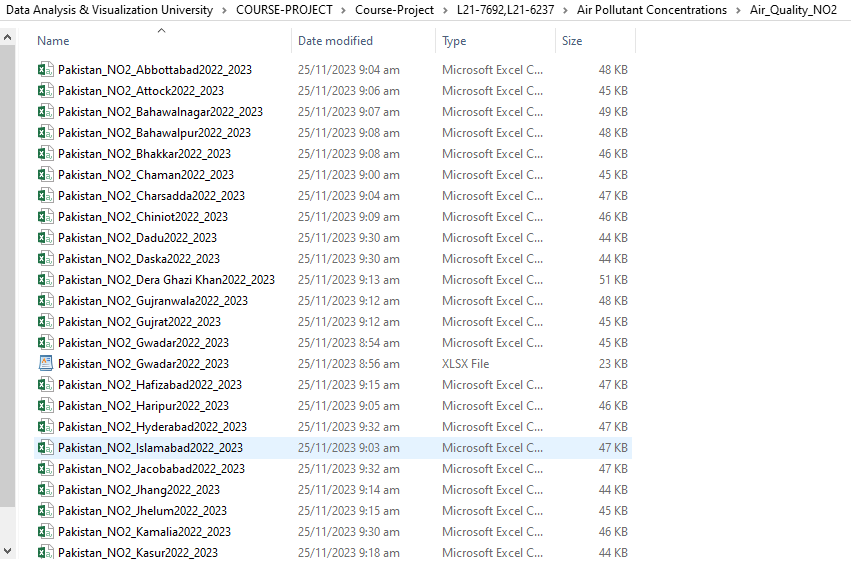 Data Analysis & Visualization University > COURSE-PROJECT > Course-Project > L21-7692,L21-6237 > Air Pollutant Concentrations > Air_Quality_NO2
Name Date modified Type Size
Pakistan_NO2_Abbottabad2022_2023 25/11/2023 9:04 am Microsoft Excel C... 48 KB
Pakistan_NO2_Attock2022_2023 25/11/2023 9:06 am Microsoft Excel C... 45 KB
Pakistan_NO2_Bahawalnagar2022_2023 25/11/2023 9:07 am Microsoft Excel C... 49 KB
Pakistan_NO2_Bahawalpur2022_2023 25/11/2023 9:08 am Microsoft Excel C... 48 KB
Pakistan_NO2_Bhakkar2022_2023 25/11/2023 9:08 am Microsoft Excel C... 46 KB
Pakistan_NO2_Chaman2022_2023 25/11/2023 9:00 am Microsoft Excel C... 45 KB
Pakistan_NO2_Charsadda2022_2023 25/11/2023 9:04 am Microsoft Excel C... 47 KB
Pakistan_NO2_Chiniot2022_2023 25/11/2023 9:09 am Microsoft Excel C... 46 KB
Pakistan_NO2_Dadu2022_2023 25/11/2023 9:30 am Microsoft Excel C... 44 KB
Pakistan_NO2_Daska2022_2023 25/11/2023 9:30 am Microsoft Excel C... 44 KB
Pakistan_NO2_Dera Ghazi Khan2022_2023 25/11/2023 9:13 am Microsoft Excel C... 51 KB
Pakistan_NO2_Gujranwala2022_2023 25/11/2023 9:12 am Microsoft Excel C... 48 KB
Pakistan_NO2_Gujrat2022_2023 25/11/2023 9:12 am Microsoft Excel C... 45 KB
Pakistan_NO2_Gwadar2022_2023 25/11/2023 8:54 am Microsoft Excel C... 45 KB
Pakistan_NO2_Gwadar2022_2023 25/11/2023 8:56 am XLSX File 23 KB
Pakistan_NO2_Hafizabad2022_2023 25/11/2023 9:15 am Microsoft Excel C... 47 KB
Pakistan_NO2_Haripur2022_2023 25/11/2023 9:05 am Microsoft Excel C... 46 KB
Pakistan_NO2_Hyderabad2022_2023 25/11/2023 9:32 am Microsoft Excel C... 47 KB
Pakistan_NO2_Islamabad2022_2023 25/11/2023 9:03 am Microsoft Excel C... 47 KB
Pakistan_NO2_Jacobabad2022_2023 25/11/2023 9:32 am Microsoft Excel C... 47 KB
Pakistan_NO2_Jhang2022_2023 25/11/2023 9:14 am Microsoft Excel C... 44 KB
Pakistan_NO2_Jhelum2022_2023 25/11/2023 9:15 am Microsoft Excel C... 45 KB
Pakistan_NO2_Kamalia2022_2023 25/11/2023 9:30 am Microsoft Excel C... 46 KB
Pakistan_NO2_Kasur2022_2023 25/11/2023 9:18 am Microsoft Excel C... 44 KB